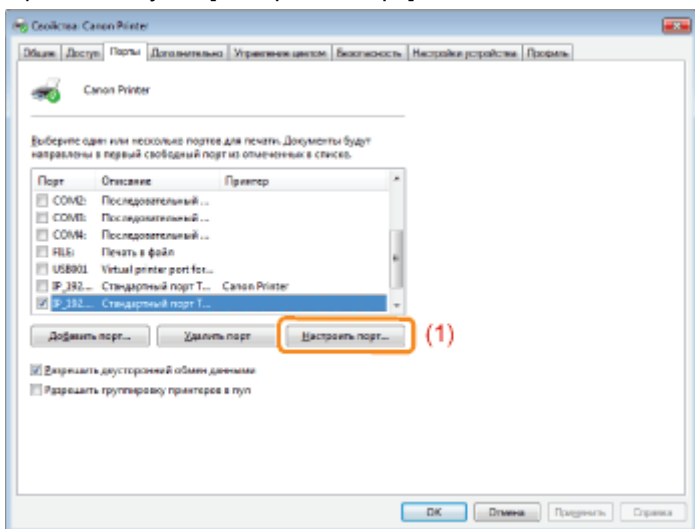 Свойства: Canon Printer
Общие Доступ Порты Дополнительно Управление цветом Безопасность Настройки устройства Профиль
Canon Printer
Выберите один или несколько портов для печати. Документы будут
направлены в первый свободный порт из отмеченных в списке.
Порт Описание Принтер
COM2: Последовательный ...
COM3: Последовательный ...
COM4: Последовательный ...
FILE: Печать в файл
USB001 Virtual printer port for...
IP_192.... Стандартный порт T... Canon Printer
IP_192.... Стандартный порт T...
Добавить порт... Удалить порт Настроить порт... (1)
Разрешить двусторонний обмен данными
Разрешить группировку принтеров в пул
OK Отмена Применить Справка